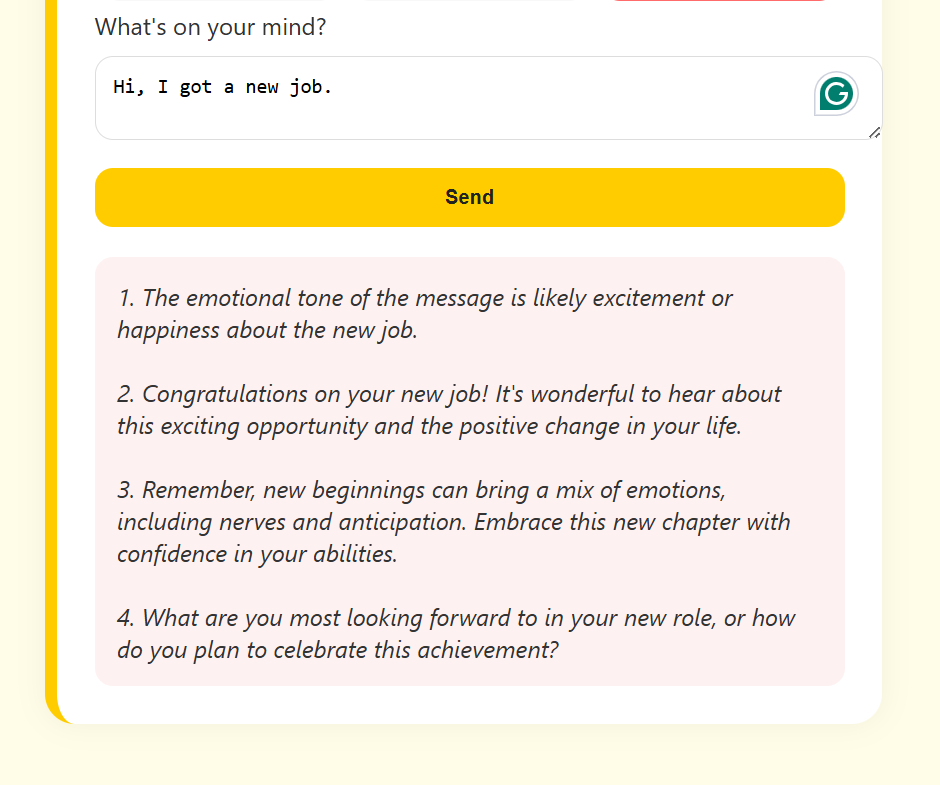 What's on your mind?
Hi, I got a new job.
Send
1. The emotional tone of the message is likely excitement or
happiness about the new job.
2. Congratulations on your new job! It's wonderful to hear about
this exciting opportunity and the positive change in your life.
3. Remember, new beginnings can bring a mix of emotions,
including nerves and anticipation. Embrace this new chapter with
confidence in your abilities.
4. What are you most looking forward to in your new role, or how
do you plan to celebrate this achievement?